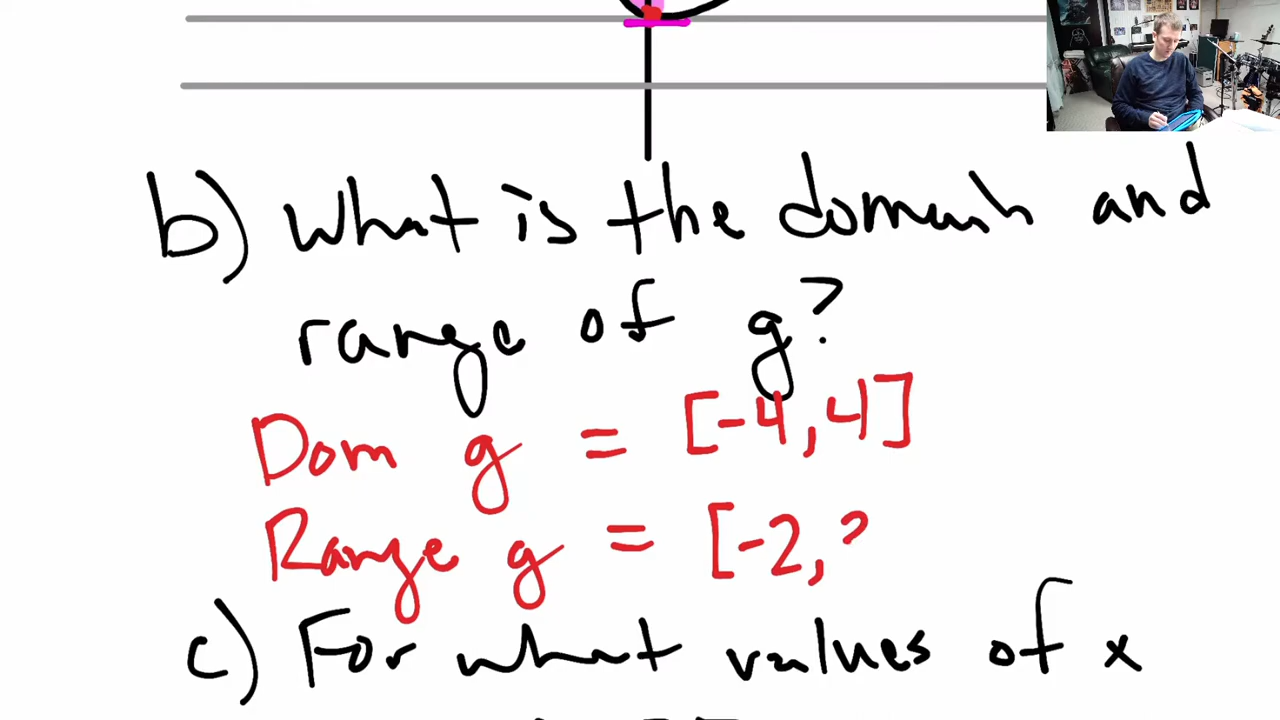 b) What is the domain and
range of g?
Dom g = [-4,4]
Range g = [-2,
c) For what values of x